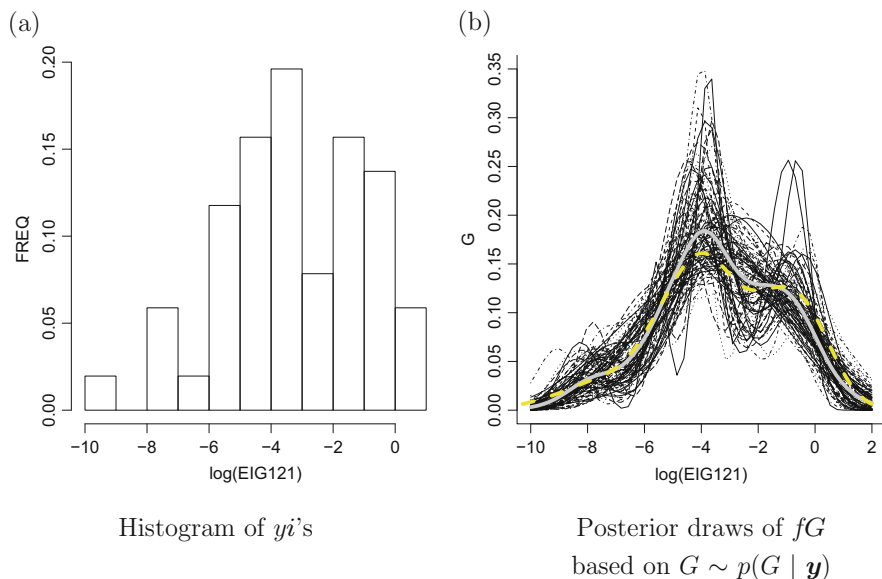 (a)
0.20
0.15
0.10
0.05
0.00
FREQ
−10 −8 −6 −4 −2 0
log(EIG121)
Histogram of yi's
(b)
0.35
0.30
0.25
0.20
0.15
0.10
0.05
0.00
G
−10 −8 −6 −4 −2 0 2
log(EIG121)
Posterior draws of fG
based on G ∼ p(G | y)